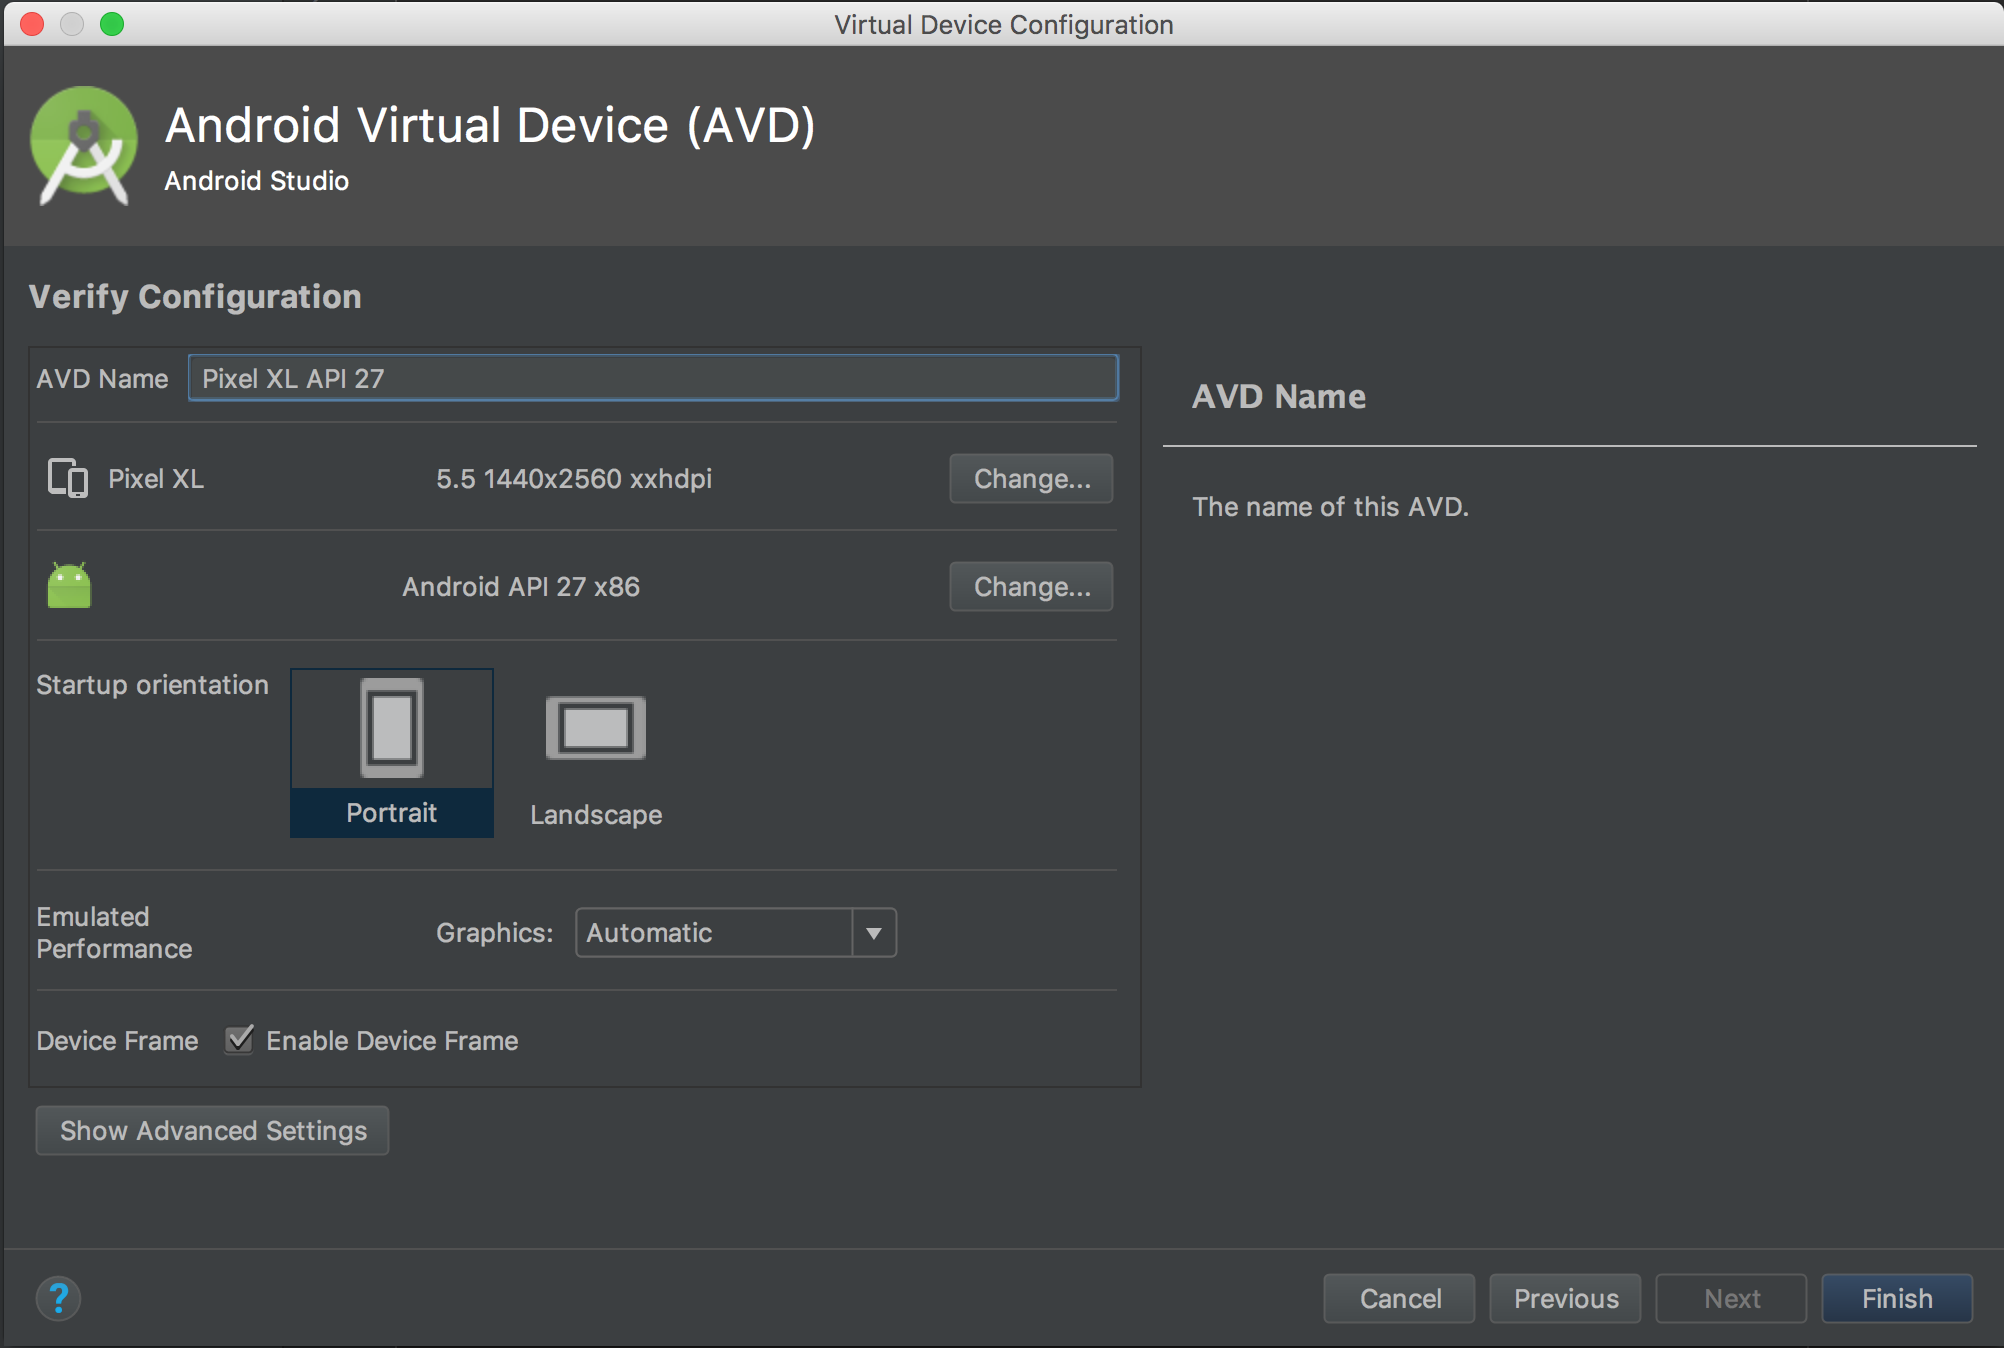 Virtual Device Configuration
Android Virtual Device (AVD)
Android Studio
Verify Configuration
AVD Name Pixel XL API 27
Pixel XL 5.5 1440x2560 xxhdpi Change...
Android API 27 x86 Change...
Startup orientation
Portrait Landscape
Emulated
Performance
Graphics: Automatic
Device Frame Enable Device Frame
Show Advanced Settings
AVD Name
The name of this AVD.
? Cancel Previous Next Finish